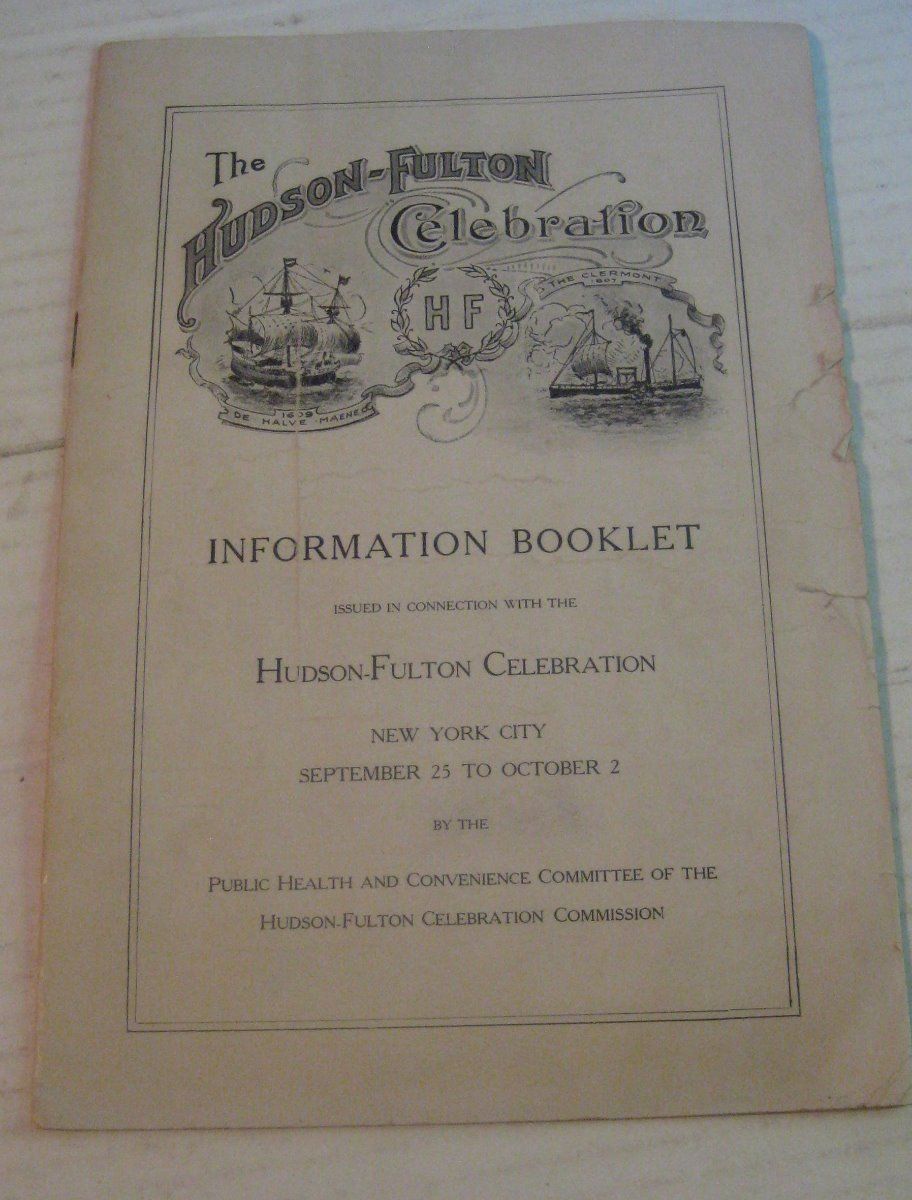 The
HUDSON-FULTON
Celebration
H F
THE CLERMONT
1807
1609
DE HALVE MAENE
INFORMATION BOOKLET
ISSUED IN CONNECTION WITH THE
HUDSON-FULTON CELEBRATION
NEW YORK CITY
SEPTEMBER 25 TO OCTOBER 2
BY THE
PUBLIC HEALTH AND CONVENIENCE COMMITTEE OF THE
HUDSON-FULTON CELEBRATION COMMISSION